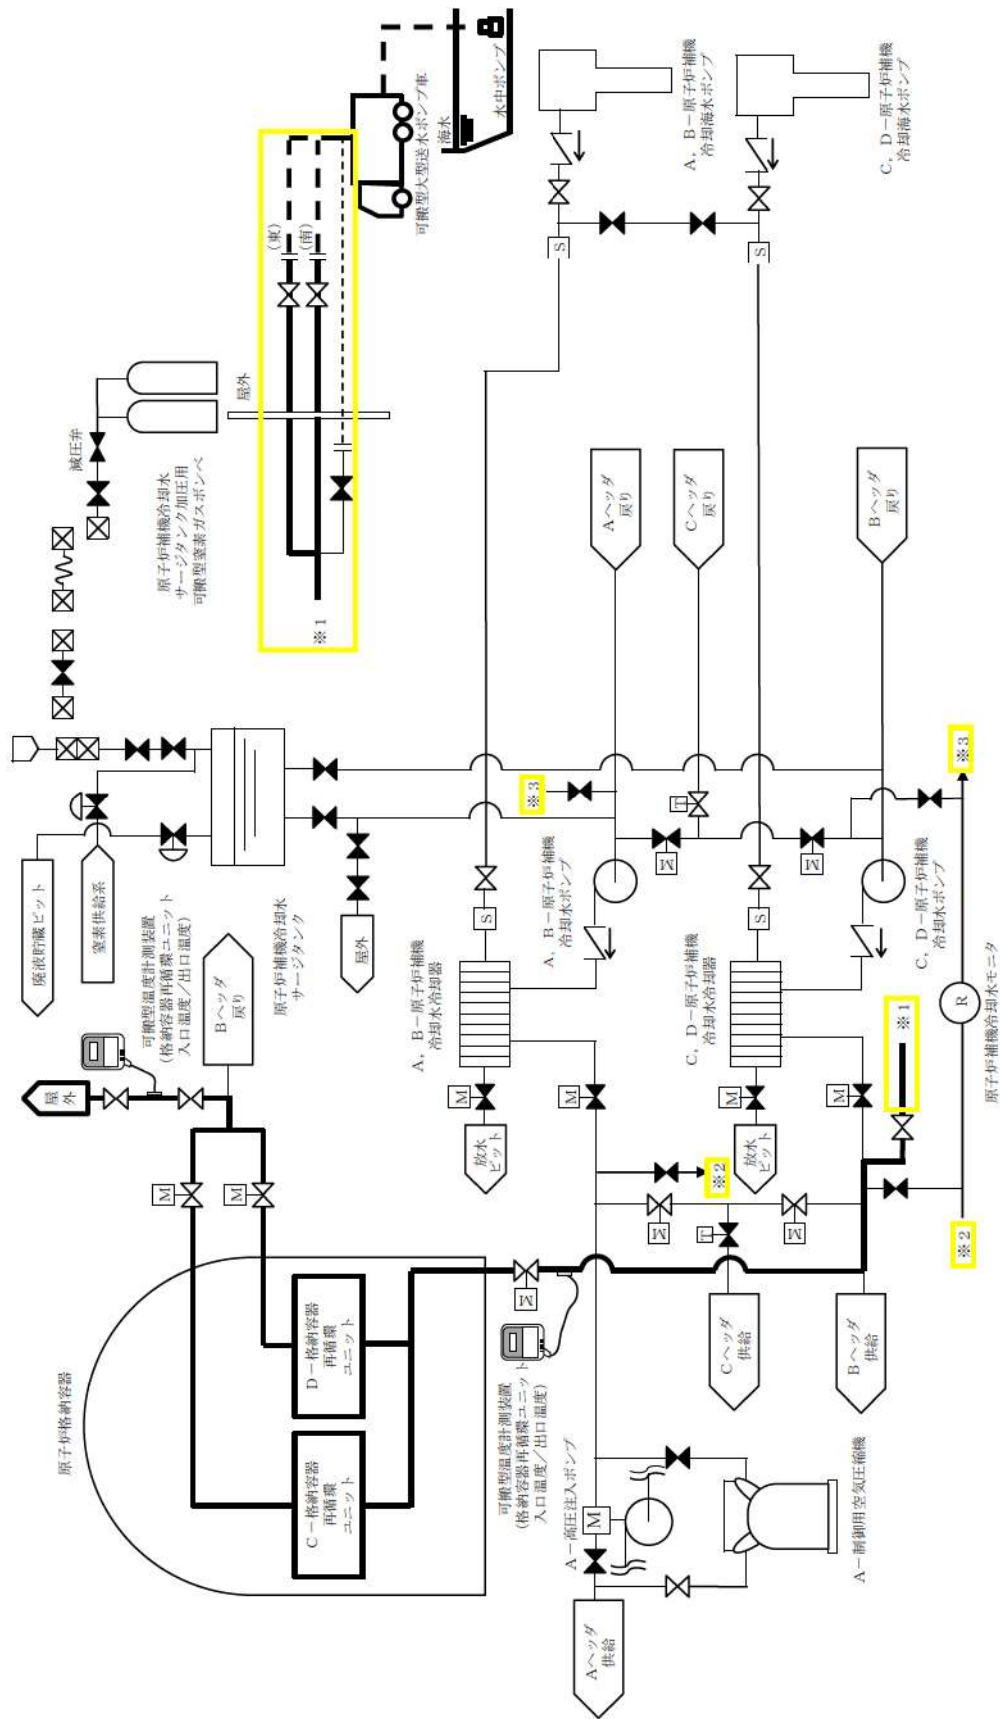 原子炉格納容器
C－格納容器
再循環
ユニット
D－格納容器
再循環
ユニット
M
M
屋外
可搬型温度計測装置
(格納容器再循環ユニット
入口温度／出口温度)
Bヘッダ
戻り
廃液貯蔵ピット
窒素供給系
原子炉補機冷却水
サージタンク
屋外
減圧弁
原子炉補機冷却水
サージタンク加圧用
可搬型窒素ガスボンベ
屋外
※1
(東)
(南)
可搬型大型送水ポンプ車
海水
水中ポンプ
M
可搬型温度計測装置
(格納容器再循環ユニット
入口温度／出口温度)
放水
ピット
M
A，B－原子炉補機
冷却水冷却器
S
M
A，B－原子炉補機
冷却水ポンプ
※3
M
T
M
Aヘッダ
戻り
Cヘッダ
戻り
Bヘッダ
戻り
S
A，B－原子炉補機
冷却海水ポンプ
S
C，D－原子炉補機
冷却海水ポンプ
Aヘッダ
供給
M
A－高圧注入ポンプ
A－制御用空気圧縮機
Cヘッダ
供給
T
M
M
※2
Bヘッダ
供給
放水
ピット
M
C，D－原子炉補機
冷却水冷却器
S
M
C，D－原子炉補機
冷却水ポンプ
※1
※2
R
原子炉補機冷却水モニタ
※3